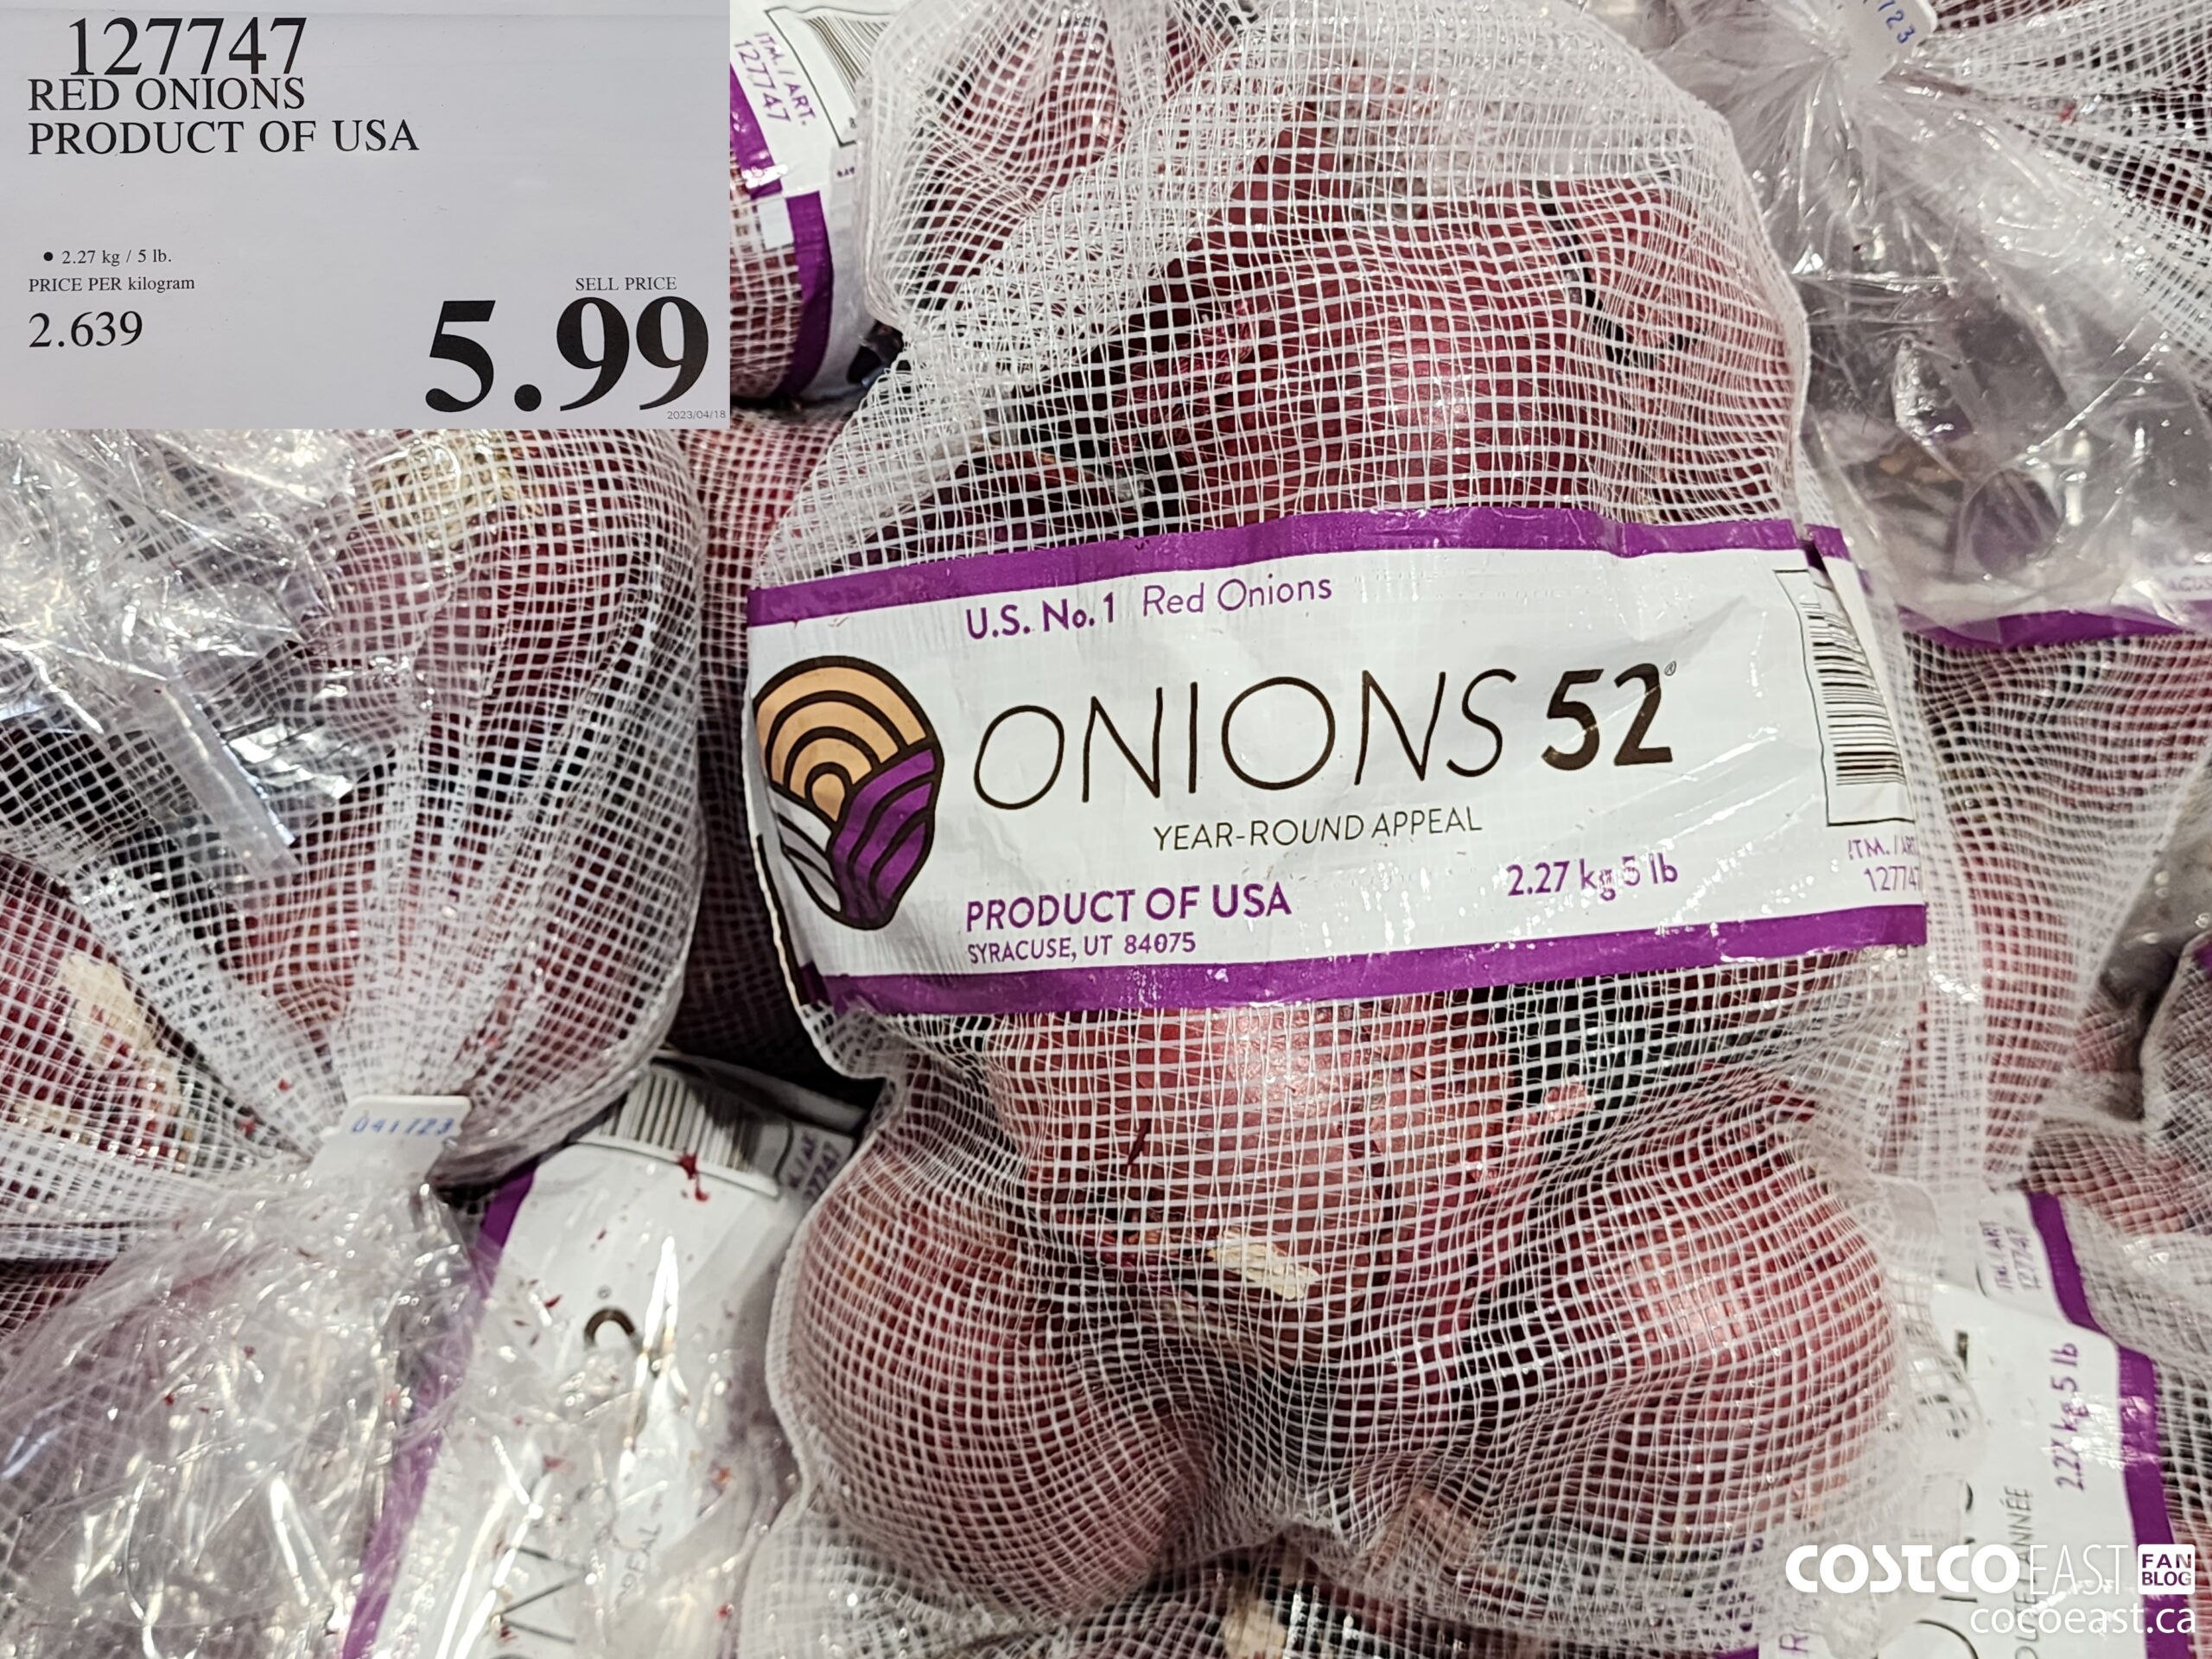 127747
RED ONIONS
PRODUCT OF USA
• 2.27 kg / 5 lb.
PRICE PER kilogram
2.639
SELL PRICE
5.99
2023/04/18
ITM. / ART.
127747
U.S. No. 1 Red Onions
ONIONS 52®
YEAR-ROUND APPEAL
PRODUCT OF USA
2.27 kg 5 lb
SYRACUSE, UT 84075
ITM. / AR
12774
041723
ITM. ART
127747
2.27 kg 5 lb
COSTCO EAST FAN BLOG
cocoeast.ca